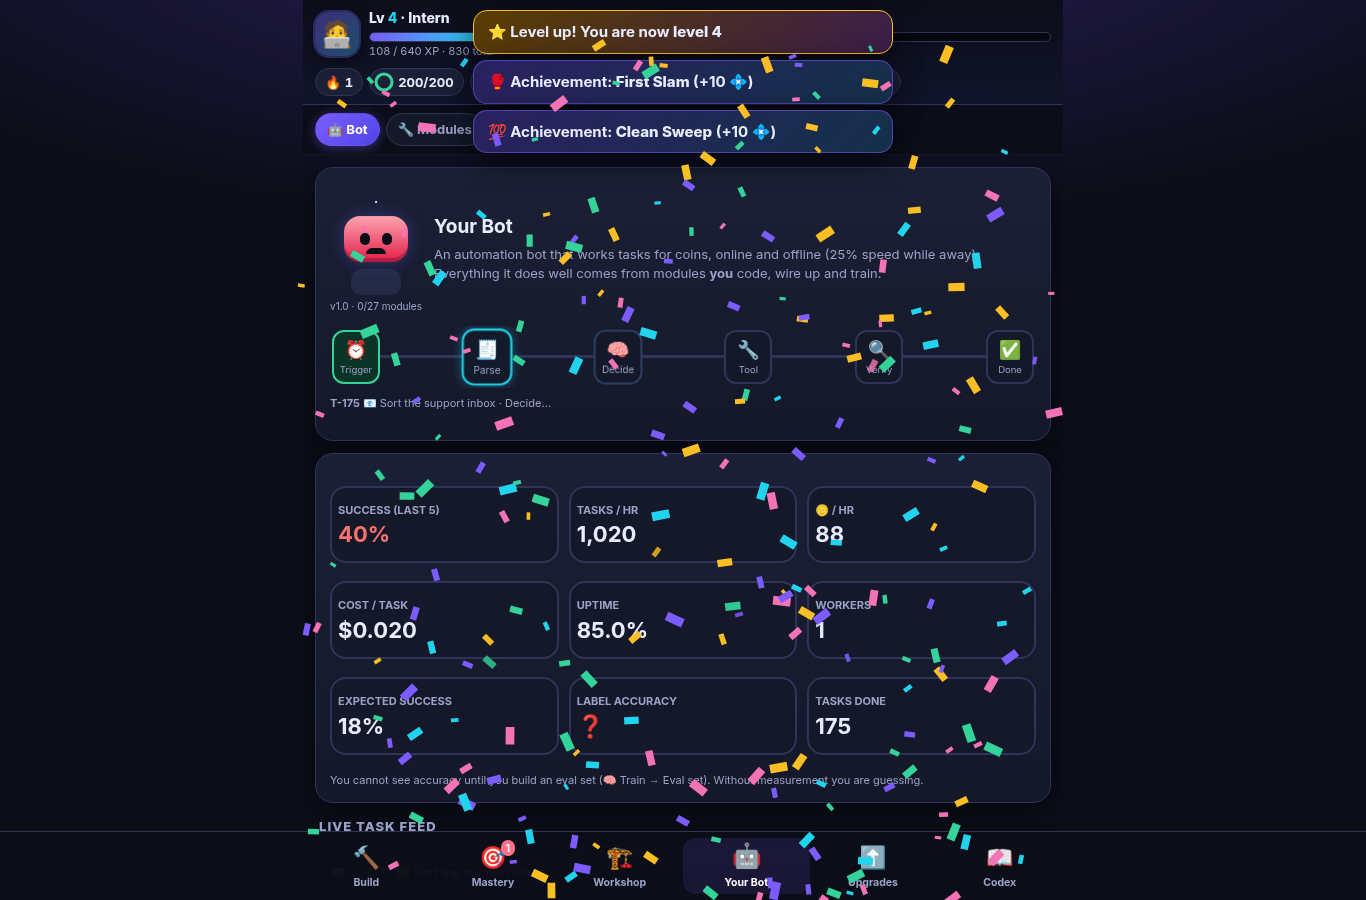 Lv 4 · Intern
108 / 640 XP · 830
🔥 1
200/200
⭐ Level up! You are now level 4
🥊 Achievement: First Slam (+10 💠)
💯 Achievement: Clean Sweep (+10 💠)
🤖 Bot
🔧 Modules
Your Bot
An automation bot that works tasks for coins, online and offline (25% speed while away).
Everything it does well comes from modules you code, wire up and train.
v1.0 · 0/27 modules
Trigger
Parse
Decide
Tool
Verify
Done
T-175 📧 Sort the support inbox · Decide...
SUCCESS (LAST 5)
40%
TASKS / HR
1,020
🪙 / HR
88
COST / TASK
$0.020
UPTIME
85.0%
WORKERS
1
EXPECTED SUCCESS
18%
LABEL ACCURACY
❓
TASKS DONE
175
You cannot see accuracy until you build an eval set (🧠 Train → Eval set). Without measurement you are guessing.
LIVE TASK FEED
Build
Mastery
1
Workshop
Your Bot
Upgrades
Codex